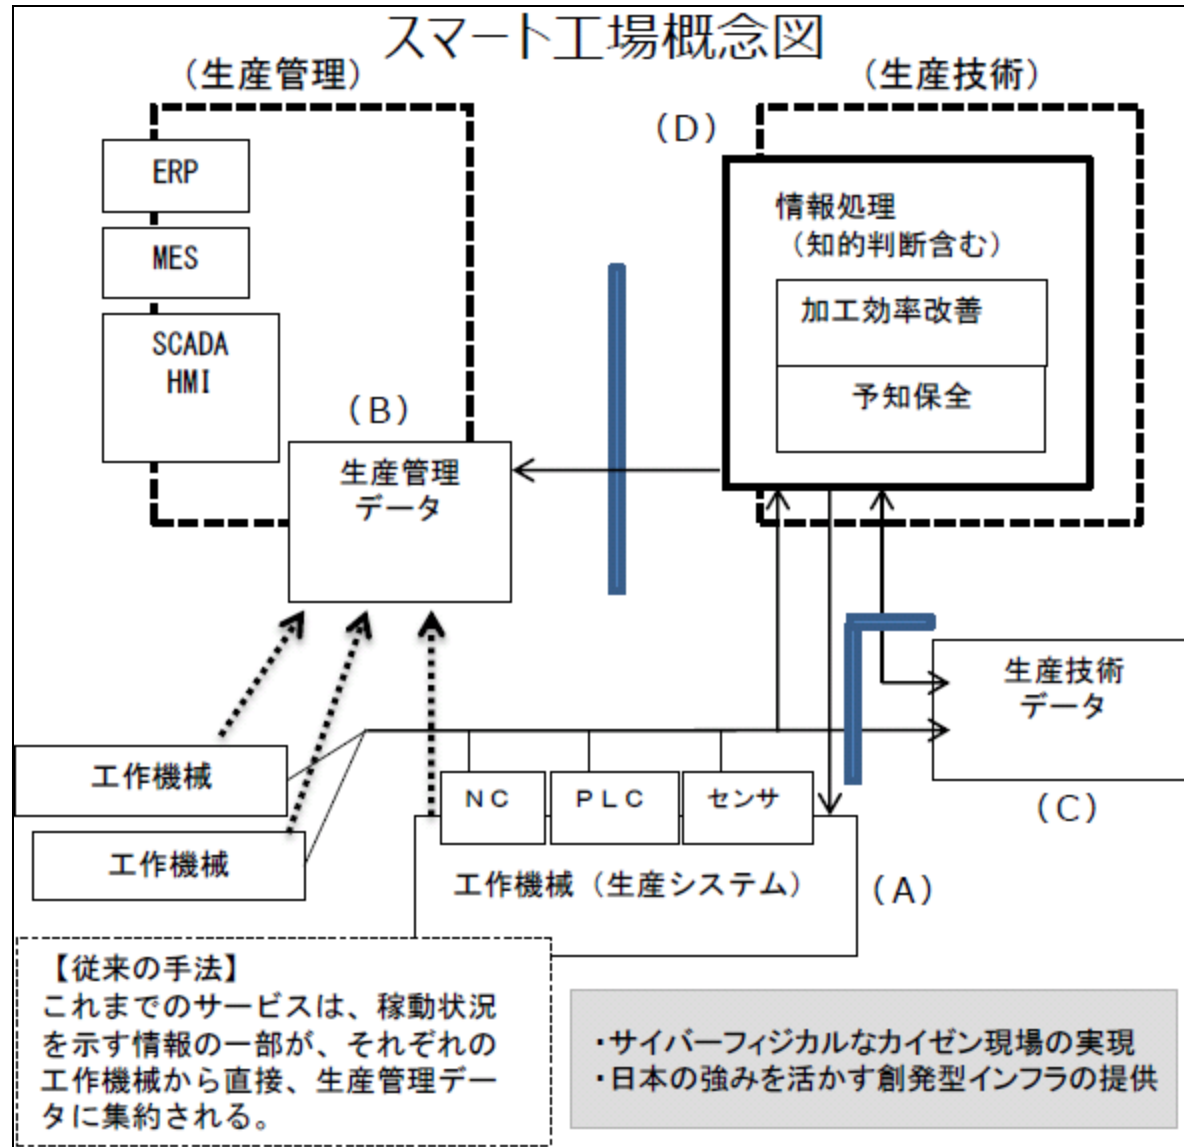 スマート工場概念図
（生産管理）
（生産技術）
（D）
ERP
MES
SCADA
HMI
情報処理
（知的判断含む）
加工効率改善
予知保全
（B）
生産管理
データ
生産技術
データ
（C）
工作機械
工作機械
ＮＣ
ＰＬＣ
センサ
工作機械（生産システム）
（A）
【従来の手法】
これまでのサービスは、稼動状況
を示す情報の一部が、それぞれの
工作機械から直接、生産管理デー
タに集約される。
・サイバーフィジカルなカイゼン現場の実現
・日本の強みを活かす創発型インフラの提供